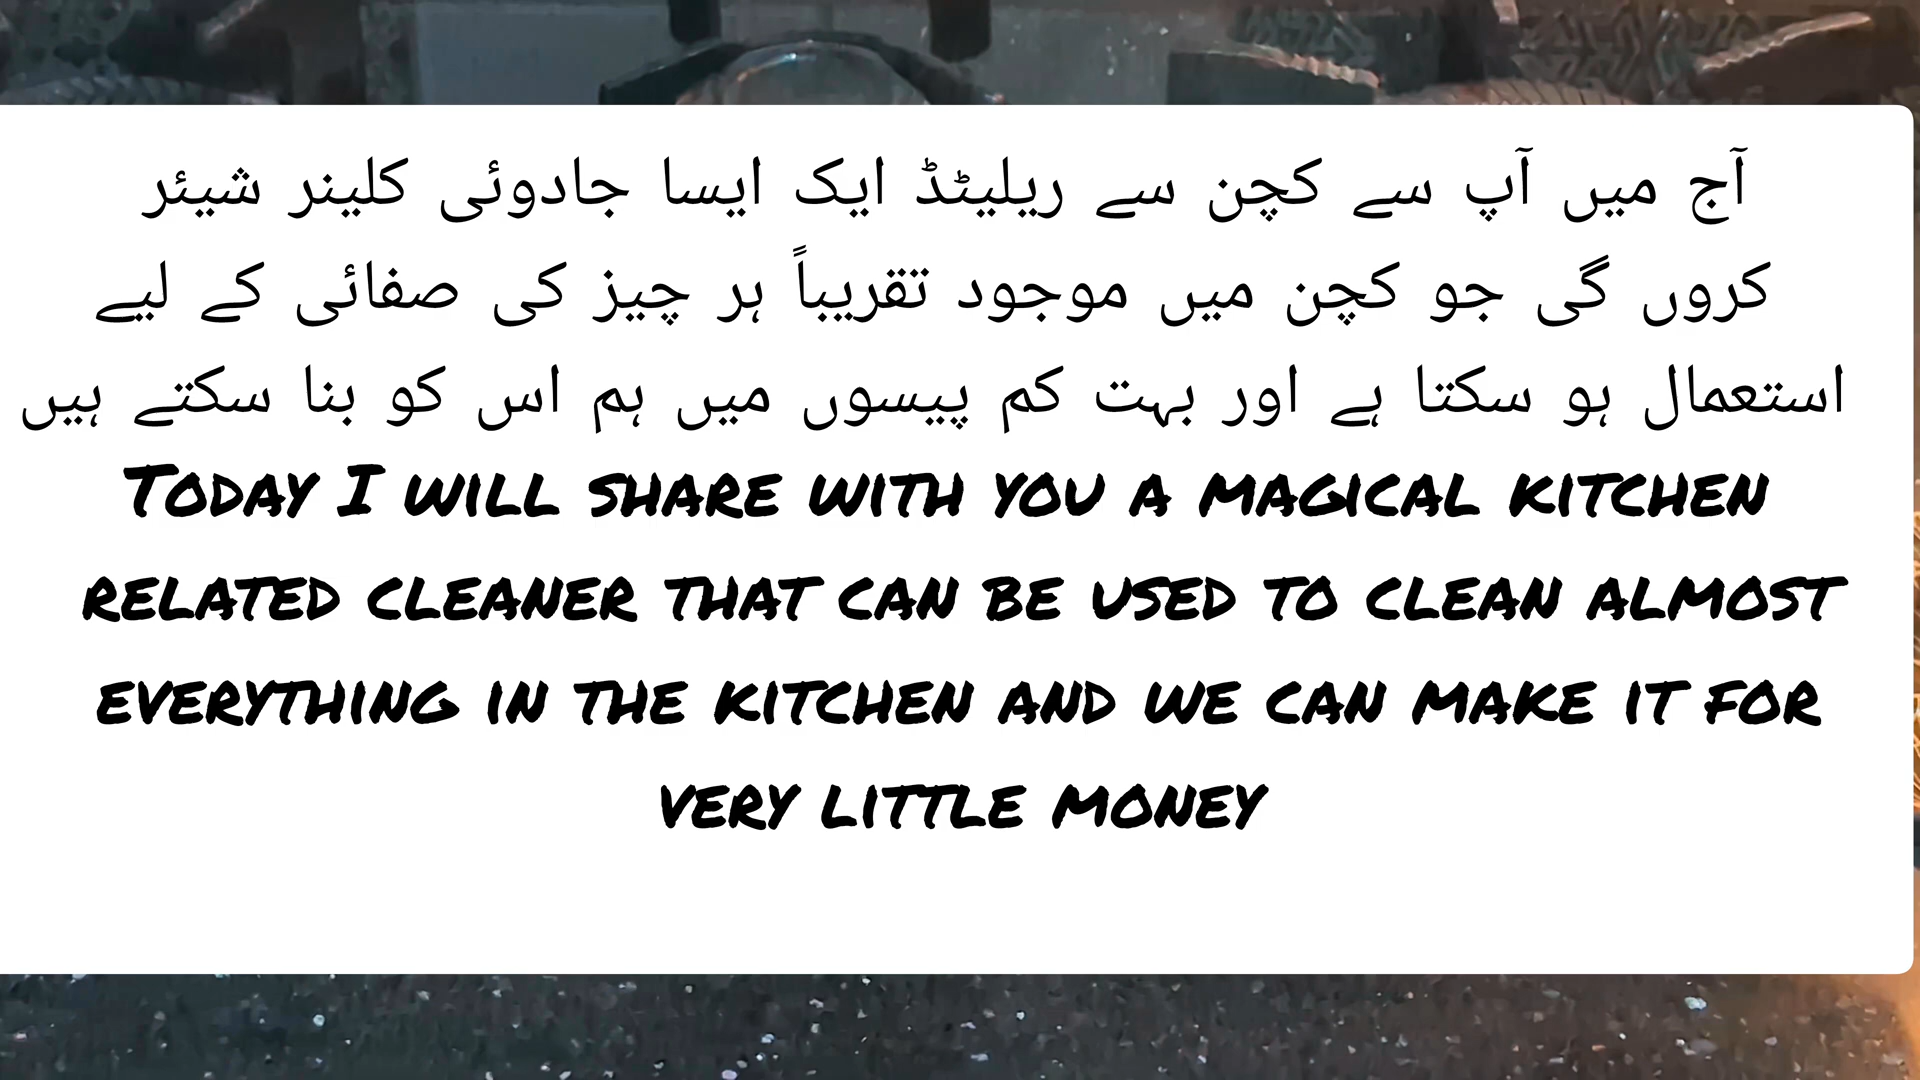 آج میں آپ سے کچن سے ریلیٹڈ ایک ایسا جادوئی کلینر شیئر
کروں گی جو کچن میں موجود تقریباً ہر چیز کی صفائی کے لیے
استعمال ہو سکتا ہے اور بہت کم پیسوں میں ہم اس کو بنا سکتے ہیں
Today I will share with you a magical kitchen
related cleaner that can be used to clean almost
everything in the kitchen and we can make it for
very little money